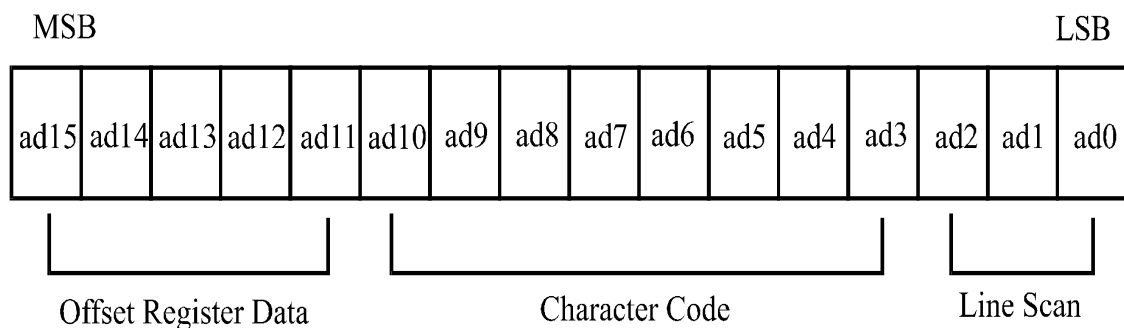 MSB LSB
ad15 ad14 ad13 ad12 ad11 ad10 ad9 ad8 ad7 ad6 ad5 ad4 ad3 ad2 ad1 ad0
Offset Register Data Character Code Line Scan